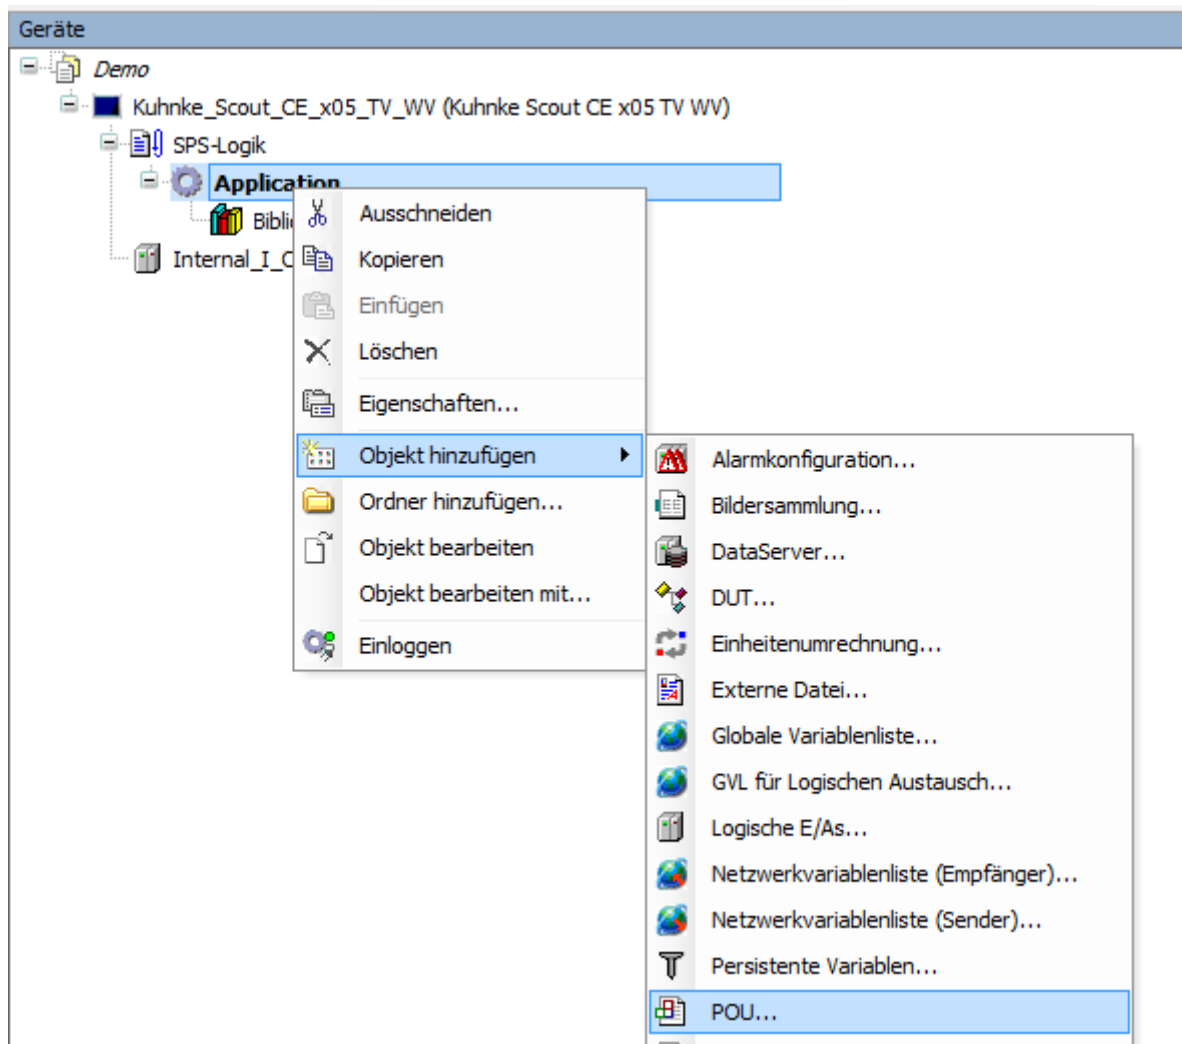 Geräte
Demo
Kuhnke_Scout_CE_x05_TV_WV (Kuhnke Scout CE x05 TV WV)
SPS-Logik
Application
Ausschneiden
Kopieren
Einfügen
Löschen
Eigenschaften...
Objekt hinzufügen
Ordner hinzufügen...
Objekt bearbeiten
Objekt bearbeiten mit...
Einloggen
Alarmkonfiguration...
Bildersammlung...
DataServer...
DUT...
Einheitenumrechnung...
Externe Datei...
Globale Variablenliste...
GVL für Logischen Austausch...
Logische E/As...
Netzwerkvariablenliste (Empfänger)...
Netzwerkvariablenliste (Sender)...
Persistente Variablen...
POU...